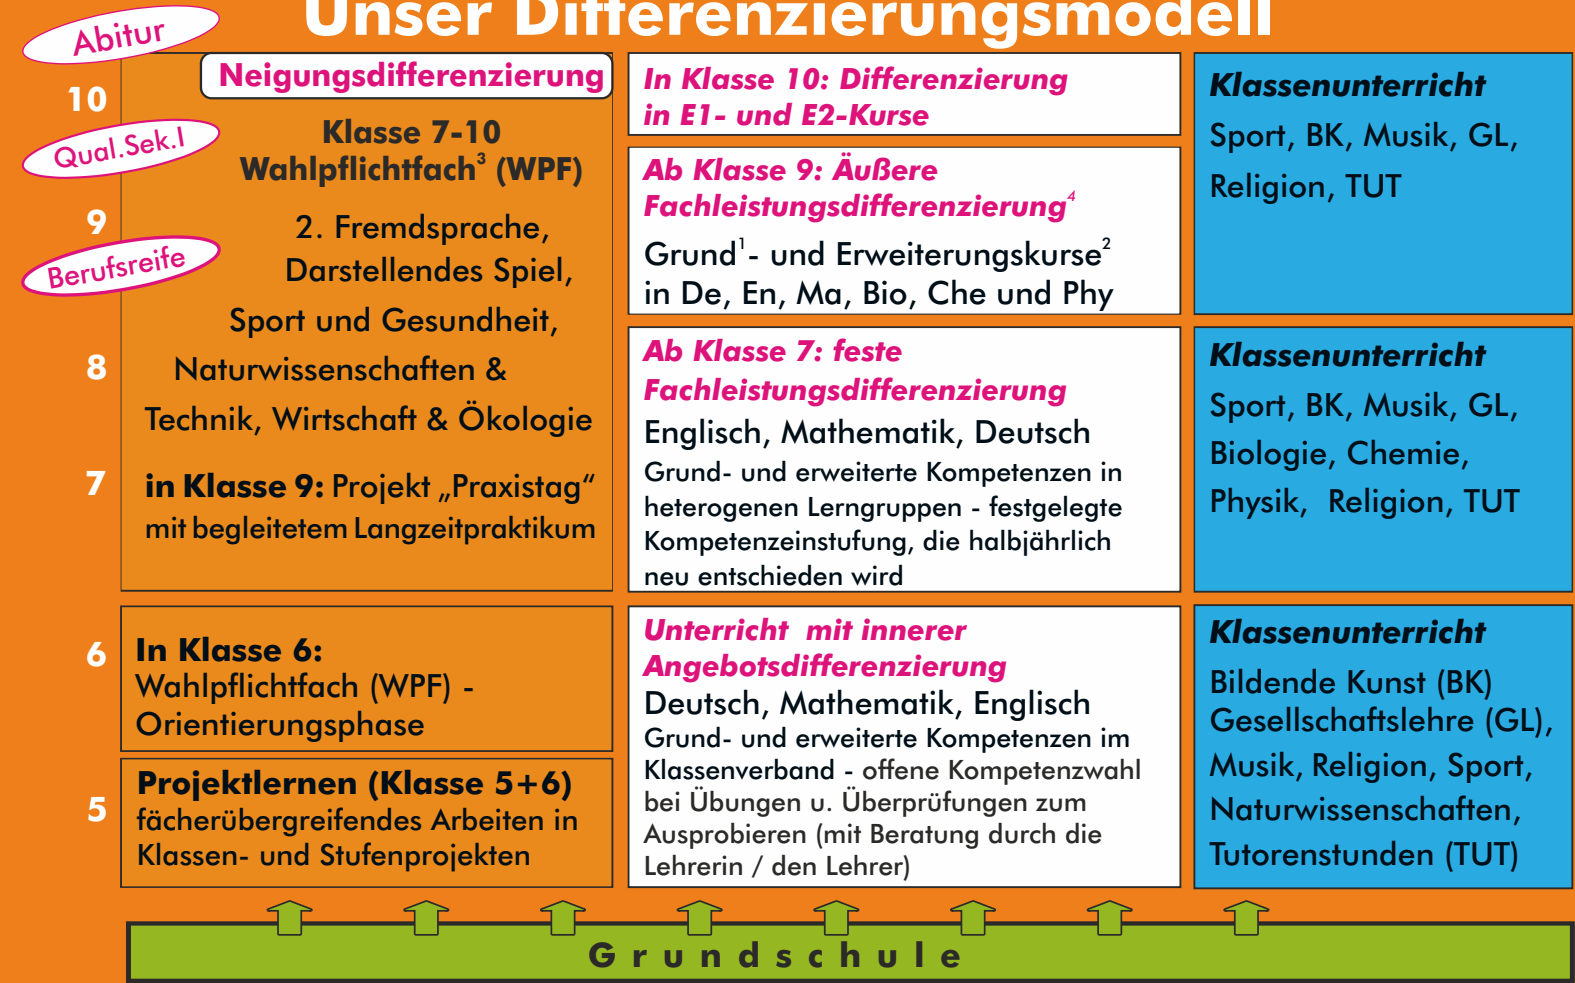 Unser Differenzierungsmodell
Abitur
10
Qual.Sek.I
9
Berufsreife
8
7
6
5
Neigungsdifferenzierung
Klasse 7-10
Wahlpflichtfach³ (WPF)
2. Fremdsprache,
Darstellendes Spiel,
Sport und Gesundheit,
Naturwissenschaften &
Technik, Wirtschaft & Ökologie
in Klasse 9: Projekt „Praxistag“
mit begleitetem Langzeitpraktikum
In Klasse 6:
Wahlpflichtfach (WPF) -
Orientierungsphase
Projektlernen (Klasse 5+6)
fächerübergreifendes Arbeiten in
Klassen- und Stufenprojekten
In Klasse 10: Differenzierung
in E1- und E2-Kurse
Ab Klasse 9: Äußere
Fachleistungsdifferenzierung⁴
Grund¹- und Erweiterungskurse²
in De, En, Ma, Bio, Che und Phy
Ab Klasse 7: feste
Fachleistungsdifferenzierung
Englisch, Mathematik, Deutsch
Grund- und erweiterte Kompetenzen in
heterogenen Lerngruppen - festgelegte
Kompetenzeinstufung, die halbjährlich
neu entschieden wird
Unterricht mit innerer
Angebotsdifferenzierung
Deutsch, Mathematik, Englisch
Grund- und erweiterte Kompetenzen im
Klassenverband - offene Kompetenzwahl
bei Übungen u. Überprüfungen zum
Ausprobieren (mit Beratung durch die
Lehrerin / den Lehrer)
Klassenunterricht
Sport, BK, Musik, GL,
Religion, TUT
Klassenunterricht
Sport, BK, Musik, GL,
Biologie, Chemie,
Physik, Religion, TUT
Klassenunterricht
Bildende Kunst (BK)
Gesellschaftslehre (GL),
Musik, Religion, Sport,
Naturwissenschaften,
Tutorenstunden (TUT)
Grundschule